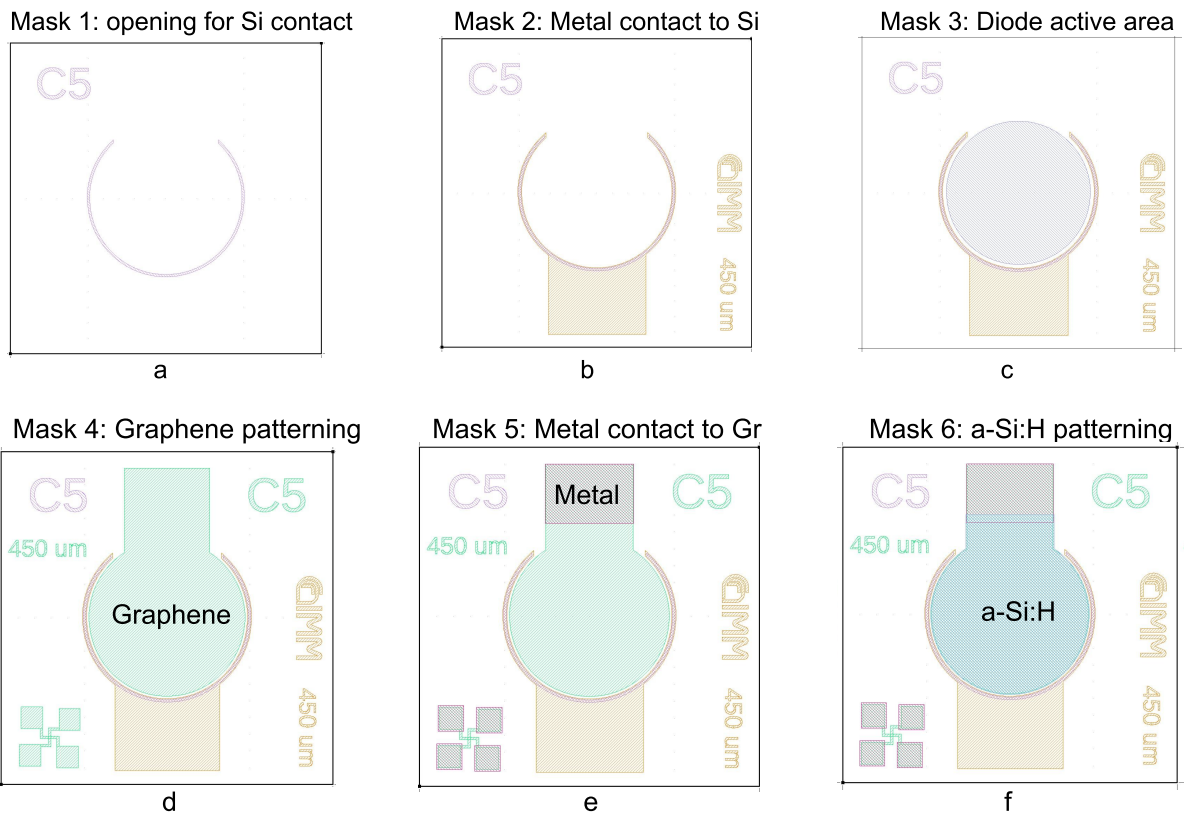 Mask 1: opening for Si contact
Mask 2: Metal contact to Si
Mask 3: Diode active area
C5
C5
IMM
450 um
C5
IMM
450 um
a
b
c
Mask 4: Graphene patterning
Mask 5: Metal contact to Gr
Mask 6: a-Si:H patterning
C5
C5
450 um
Graphene
IMM
450 um
C5
Metal
C5
450 um
IMM
450 um
C5
C5
450 um
a-Si:H
IMM
450 um
d
e
f